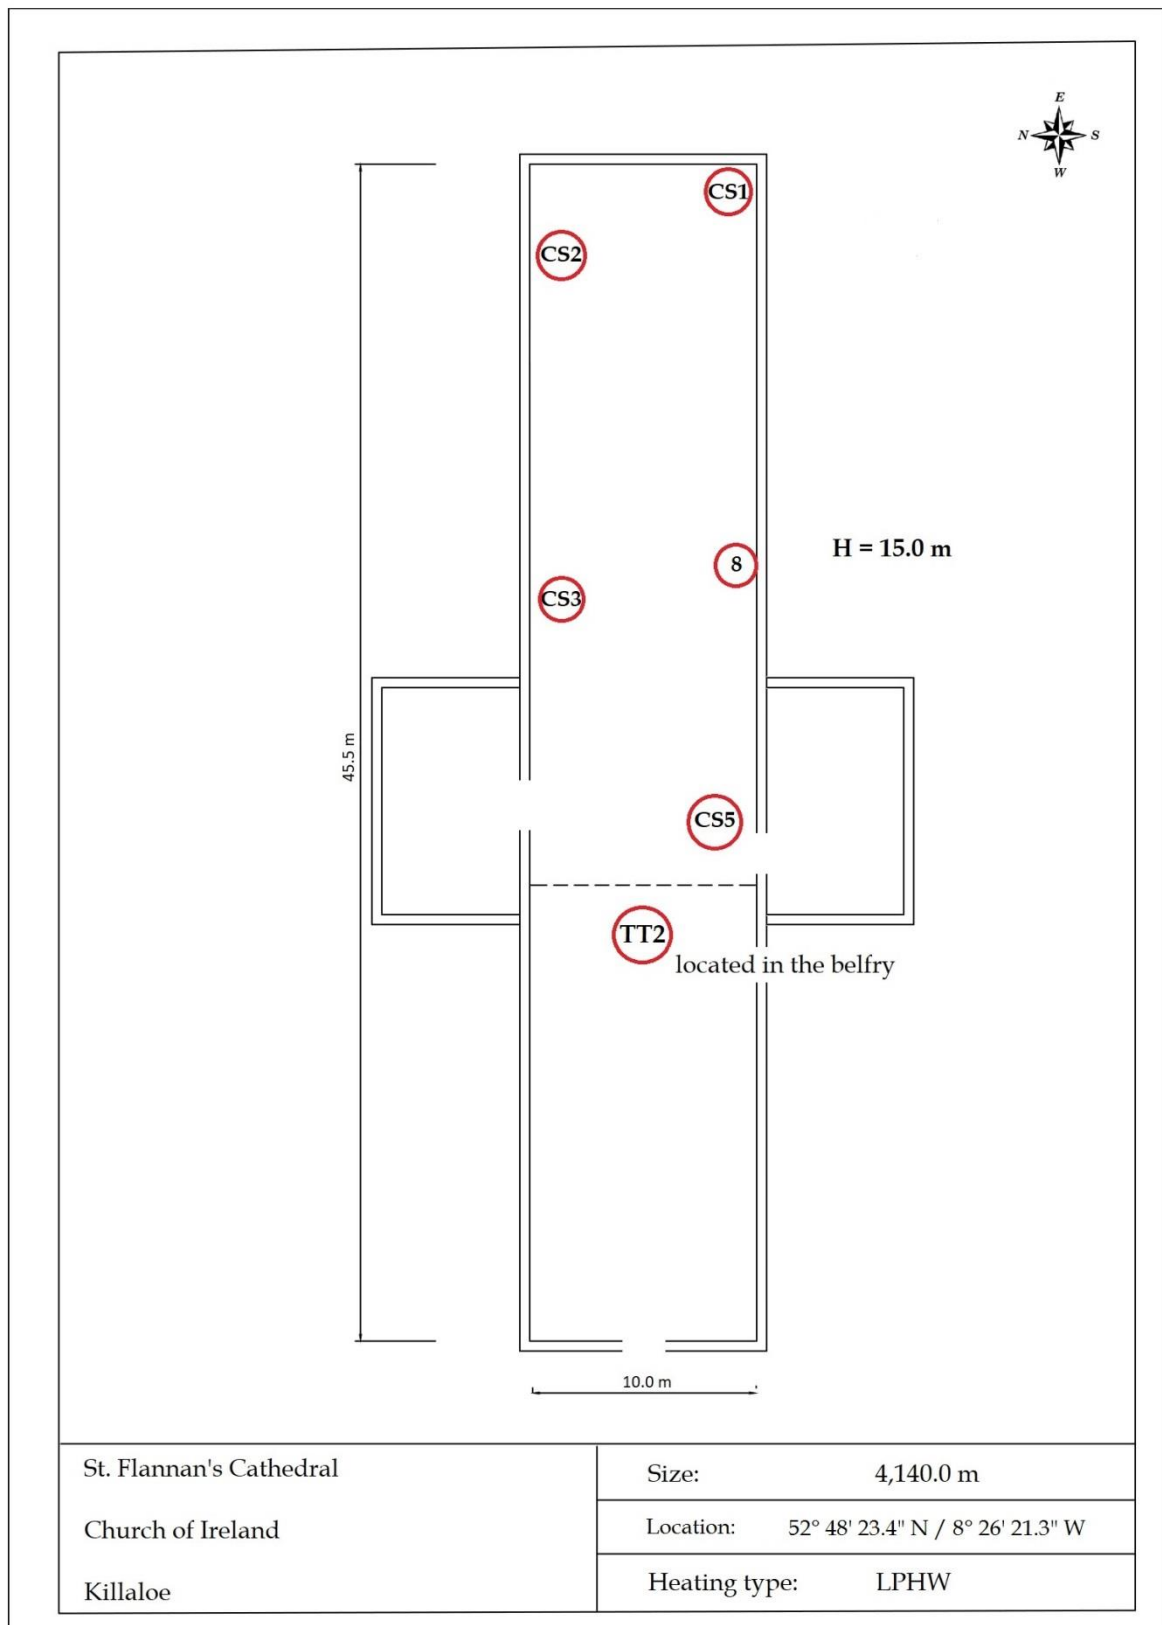 E
N S
W
CS1
CS2
8
H = 15.0 m
CS3
45.5 m
CS5
TT2
located in the belfry
10.0 m
St. Flannan's Cathedral
Church of Ireland
Killaloe
Size: 4,140.0 m
Location: 52° 48' 23.4" N / 8° 26' 21.3" W
Heating type: LPHW